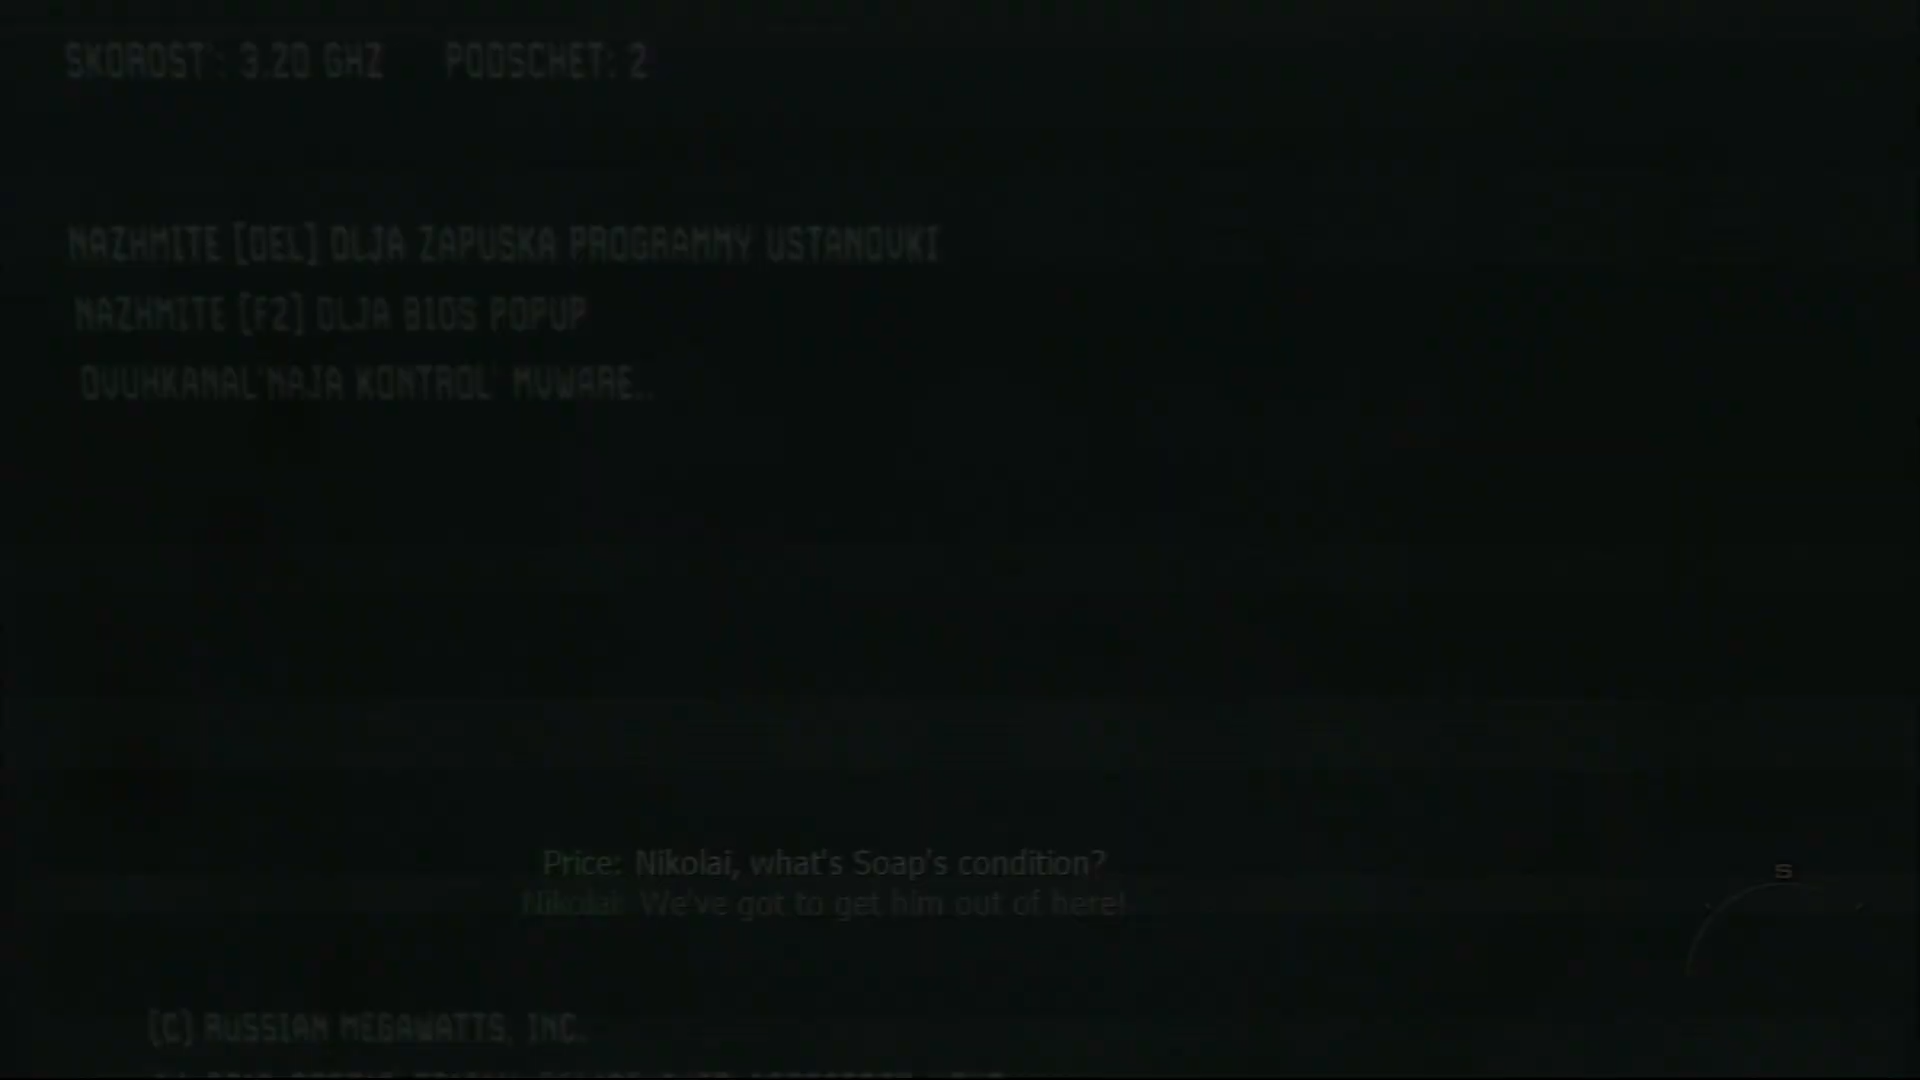 SKOROST': 3.20 GHZ PODSCHET: 2
NAZHMITE [DEL] DLJA ZAPUSKA PROGRAMMY USTANOVKI
NAZHMITE [F2] DLJA BIOS POPUP
DVUHKANAL'NAJA KONTROL' MVWARE..
Price: Nikolai, what's Soap's condition?
Nikolai: We've got to get him out of here!
S
(C) RUSSIAN MEGAWATTS, INC.